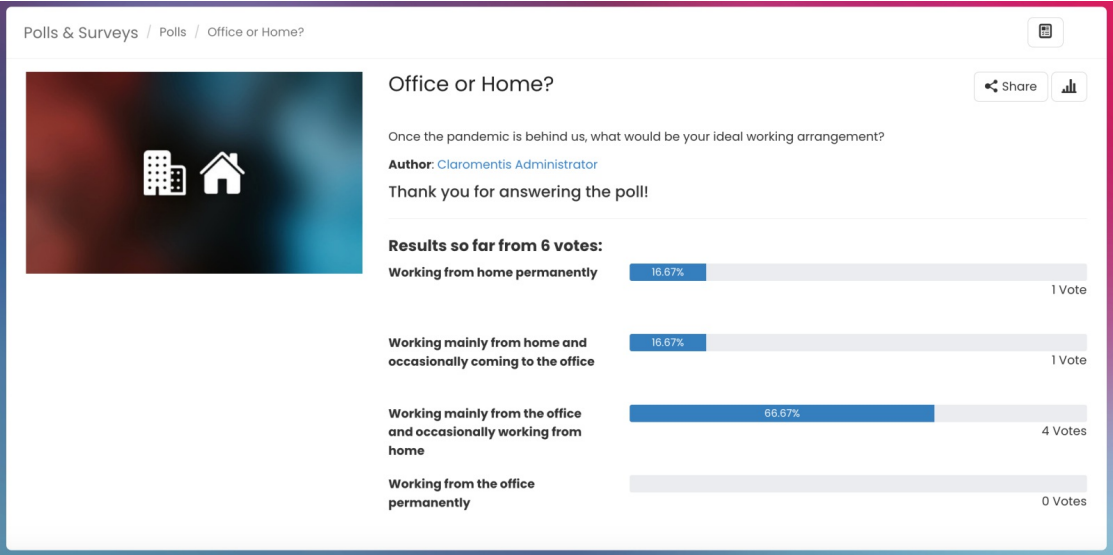 Polls & Surveys / Polls / Office or Home?
Office or Home?
Share
Once the pandemic is behind us, what would be your ideal working arrangement?
Author: Claromentis Administrator
Thank you for answering the poll!
Results so far from 6 votes:
Working from home permanently
16.67%
1 Vote
Working mainly from home and
occasionally coming to the office
16.67%
1 Vote
Working mainly from the office
and occasionally working from
home
66.67%
4 Votes
Working from the office
permanently
0 Votes